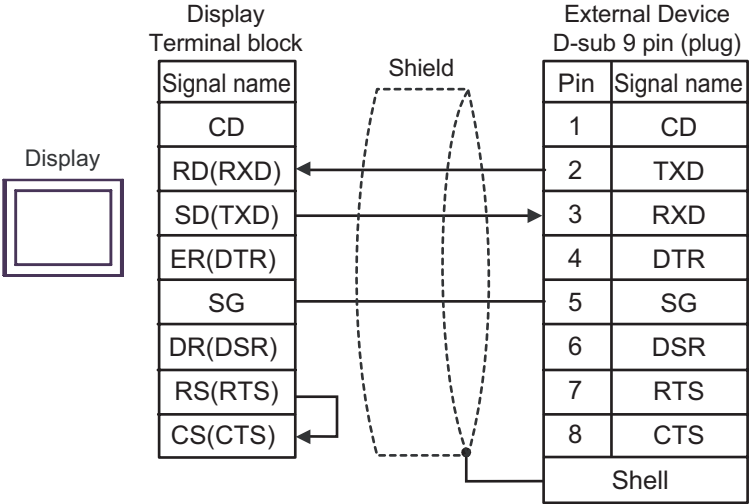 Display
Terminal block
External Device
D-sub 9 pin (plug)
Shield
Display
Signal name
CD
RD(RXD)
SD(TXD)
ER(DTR)
SG
DR(DSR)
RS(RTS)
CS(CTS)
Pin Signal name
1 CD
2 TXD
3 RXD
4 DTR
5 SG
6 DSR
7 RTS
8 CTS
Shell